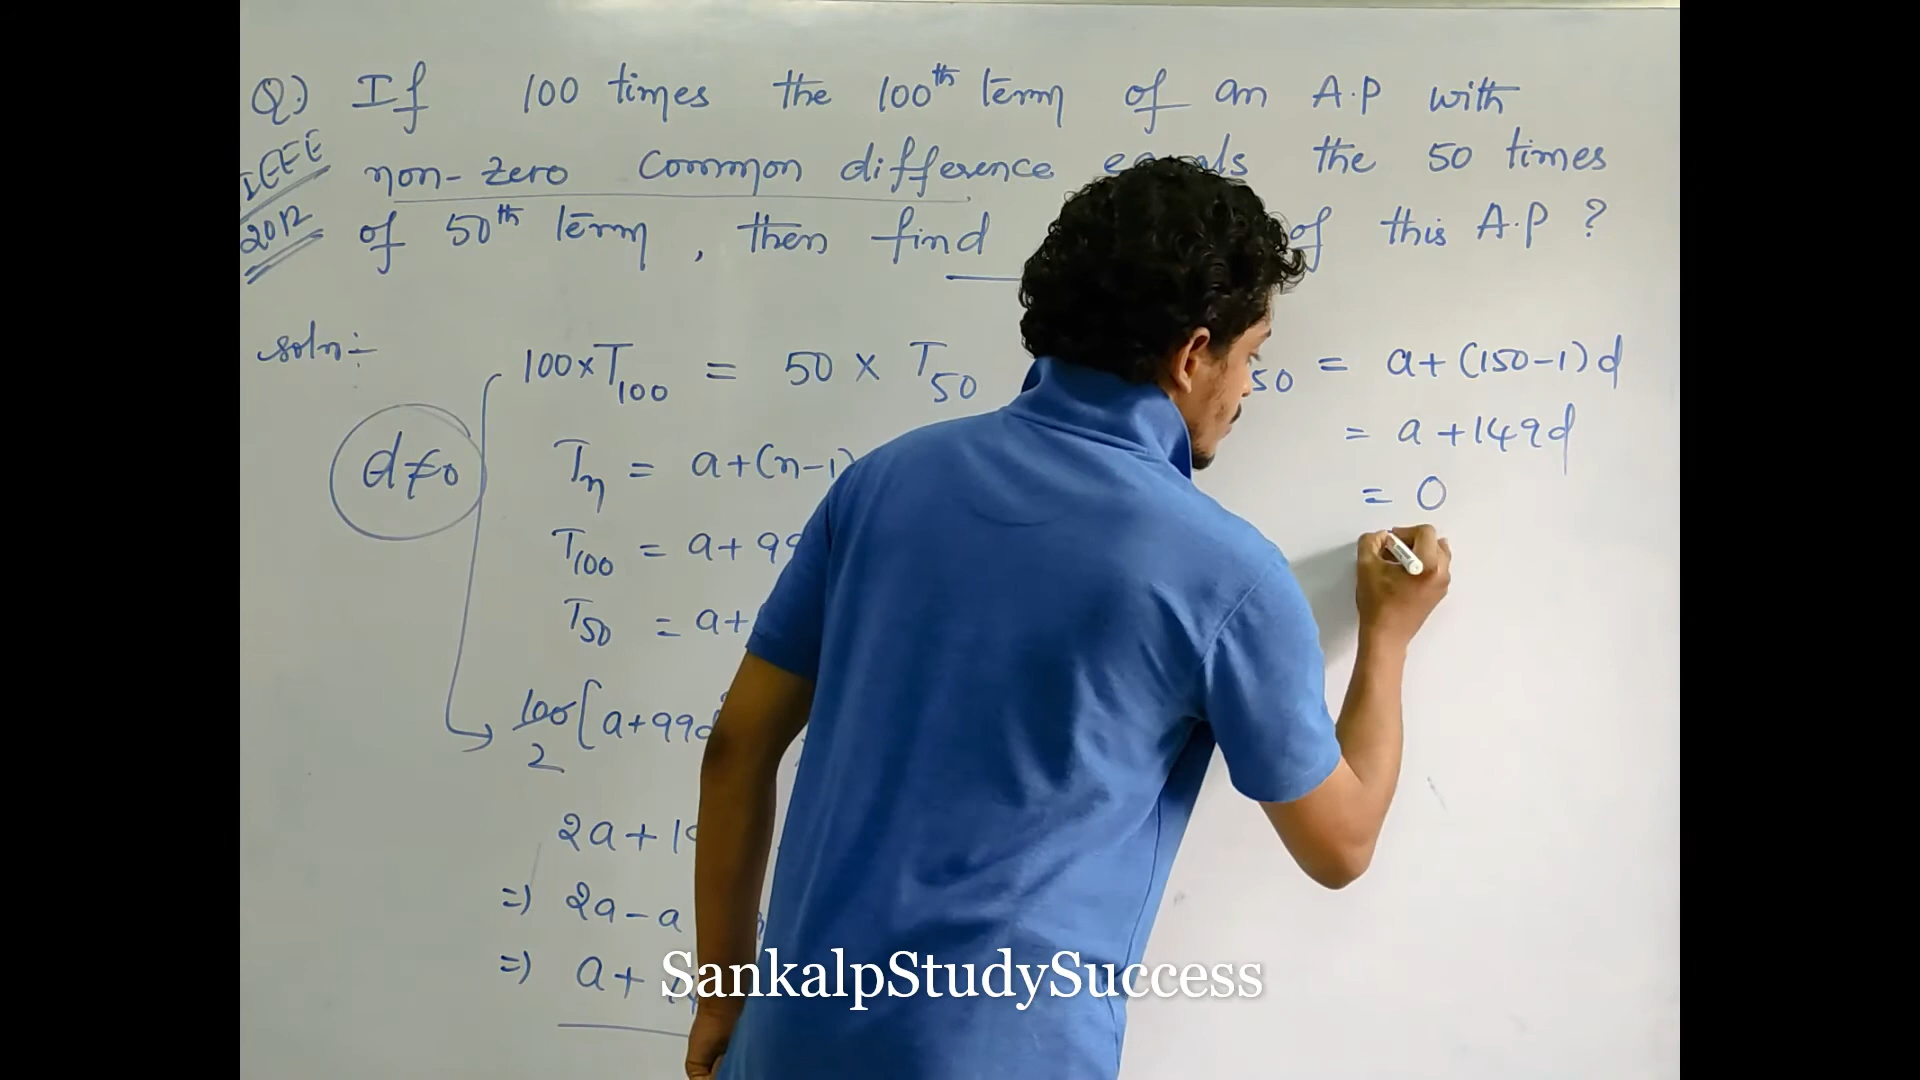 Q.) If 100 times the 100th term of an A.P with
IEEE non-zero common difference equals the 50 times
2012 of 50th term, then find of this A.P ?
soln:-
100×T100 = 50 × T50
50 = a+(150-1)d
= a+149d
= 0
d≠0
Tn = a+(n-1)
T100 = a+99
T50 = a+
100/2 [a+99d
2a+19
=) 2a-a
=) a+
SankalpStudySuccess